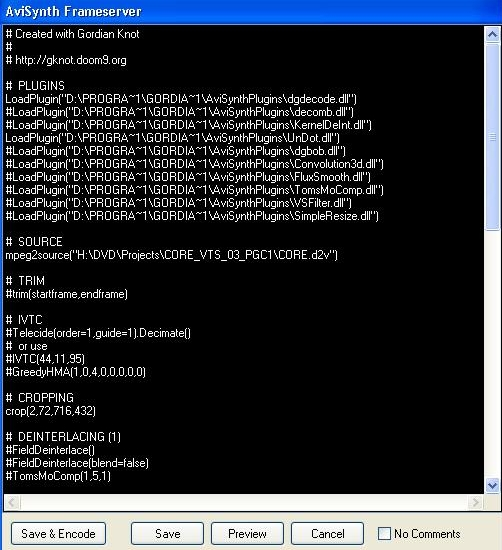 AviSynth Frameserver
# Created with Gordian Knot
#
# http://gknot.doom9.org
# PLUGINS
LoadPlugin("D:\PROGRA~1\GORDIA~1\AviSynthPlugins\dgdecode.dll")
#LoadPlugin("D:\PROGRA~1\GORDIA~1\AviSynthPlugins\decomb.dll")
#LoadPlugin("D:\PROGRA~1\GORDIA~1\AviSynthPlugins\KernelDeInt.dll")
LoadPlugin("D:\PROGRA~1\GORDIA~1\AviSynthPlugins\UnDot.dll")
#LoadPlugin("D:\PROGRA~1\GORDIA~1\AviSynthPlugins\dgbob.dll")
#LoadPlugin("D:\PROGRA~1\GORDIA~1\AviSynthPlugins\Convolution3d.dll")
#LoadPlugin("D:\PROGRA~1\GORDIA~1\AviSynthPlugins\FluxSmooth.dll")
#LoadPlugin("D:\PROGRA~1\GORDIA~1\AviSynthPlugins\TomsMoComp.dll")
#LoadPlugin("D:\PROGRA~1\GORDIA~1\AviSynthPlugins\VSFilter.dll")
#LoadPlugin("D:\PROGRA~1\GORDIA~1\AviSynthPlugins\SimpleResize.dll")
# SOURCE
mpeg2source("H:\DVD\Projects\CORE_VTS_03_PGC1\CORE.d2v")
# TRIM
#trim(startframe,endframe)
# IVTC
#Telecide(order=1,guide=1).Decimate()
# or use
#IVTC(44,11,95)
#GreedyHMA(1,0,4,0,0,0,0,0)
# CROPPING
crop(2,72,716,432)
# DEINTERLACING (1)
#FieldDeinterlace()
#FieldDeinterlace(blend=false)
#TomsMoComp(1,5,1)
Save & Encode
Save
Preview
Cancel
No Comments